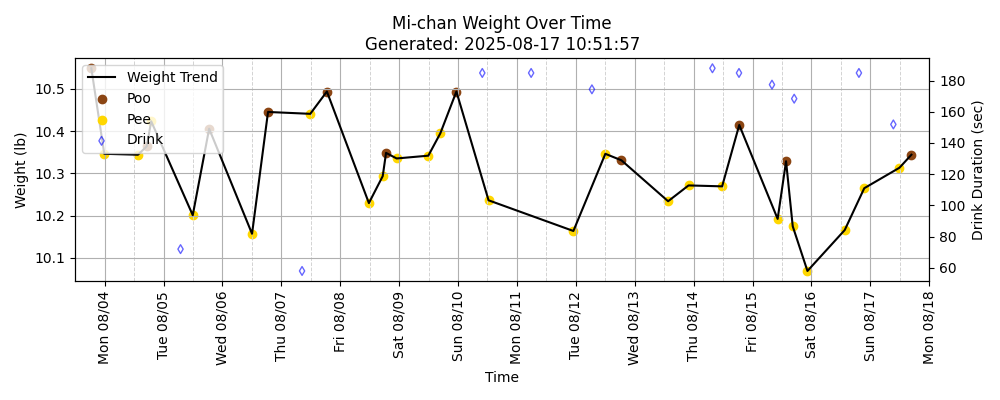 Mi-chan Weight Over Time
Generated: 2025-08-17 10:51:57
Weight Trend
Poo
Pee
Drink
10.5
10.4
10.3
10.2
10.1
Weight (lb)
180
160
140
120
100
80
60
Drink Duration (sec)
Mon 08/04
Tue 08/05
Wed 08/06
Thu 08/07
Fri 08/08
Sat 08/09
Sun 08/10
Mon 08/11
Tue 08/12
Wed 08/13
Thu 08/14
Fri 08/15
Sat 08/16
Sun 08/17
Mon 08/18
Time